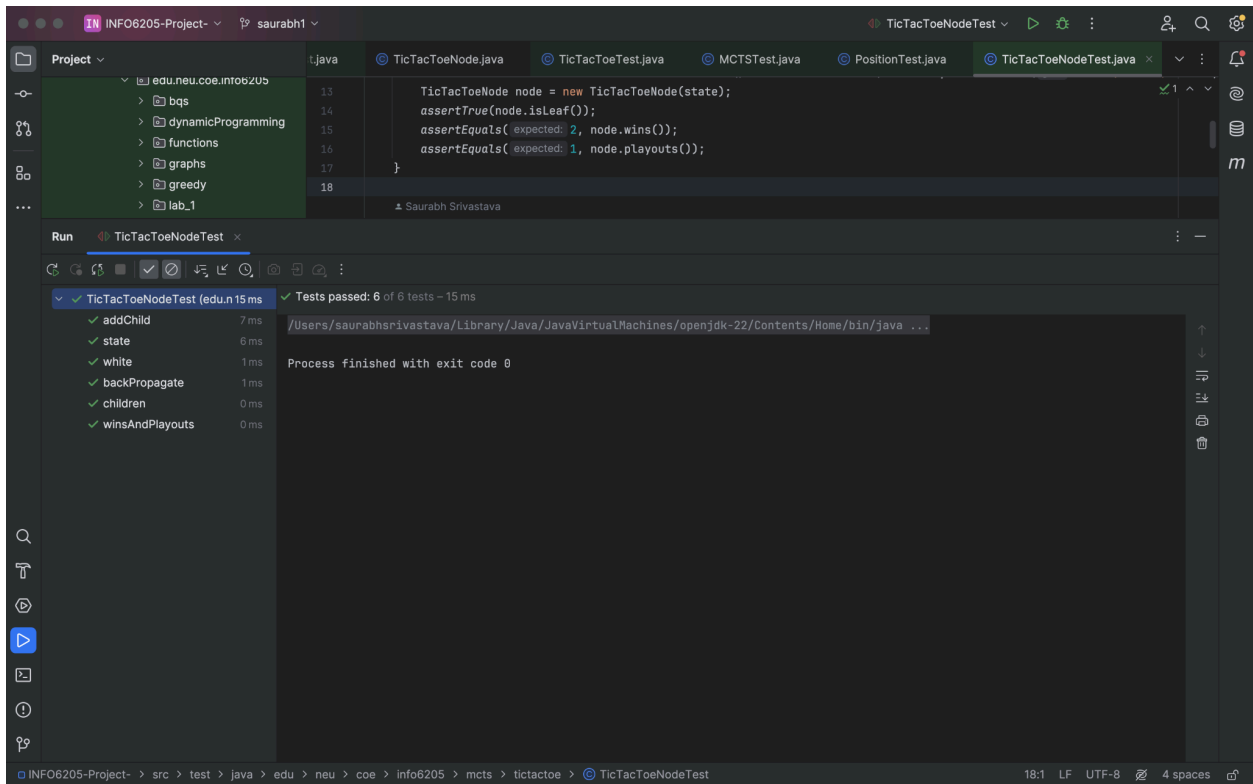 IN INFO6205-Project- saurabh1 TicTacToeNodeTest
Project t.java TicTacToeNode.java TicTacToeTest.java MCTSTest.java PositionTest.java TicTacToeNodeTest.java
edu.neu.coe.info6205
bqs
dynamicProgramming
functions
graphs
greedy
lab_1
13 TicTacToeNode node = new TicTacToeNode(state);
14 assertTrue(node.isLeaf());
15 assertEquals( expected: 2, node.wins());
16 assertEquals( expected: 1, node.playouts());
17 }
18
Saurabh Srivastava
1
m
Run TicTacToeNodeTest
TicTacToeNodeTest (edu.n 15 ms
addChild 7 ms
state 6 ms
white 1 ms
backPropagate 1 ms
children 0 ms
winsAndPlayouts 0 ms
Tests passed: 6 of 6 tests – 15 ms
/Users/saurabhsrivastava/Library/Java/JavaVirtualMachines/openjdk-22/Contents/Home/bin/java ...
Process finished with exit code 0
INFO6205-Project- > src > test > java > edu > neu > coe > info6205 > mcts > tictactoe > TicTacToeNodeTest 18:1 LF UTF-8 4 spaces